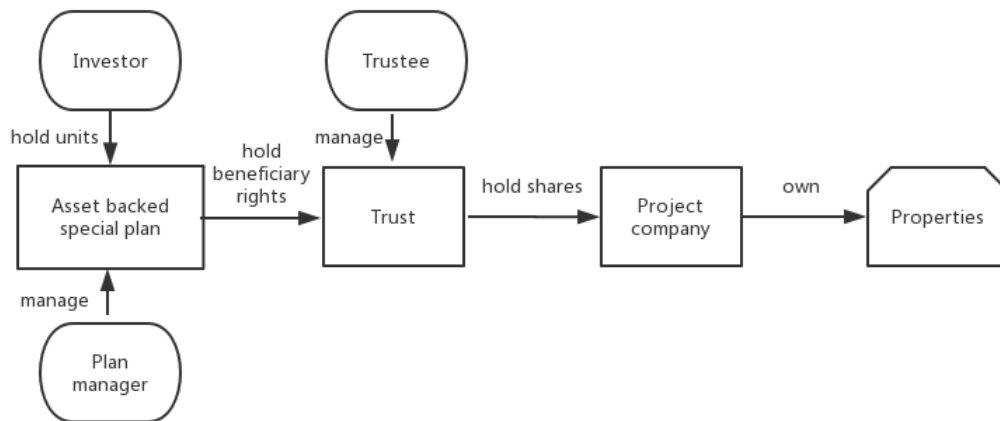 Investor
Trustee
hold units
manage
hold
beneficiary
rights
hold shares
own
Asset backed
special plan
Trust
Project
company
Properties
manage
Plan
manager